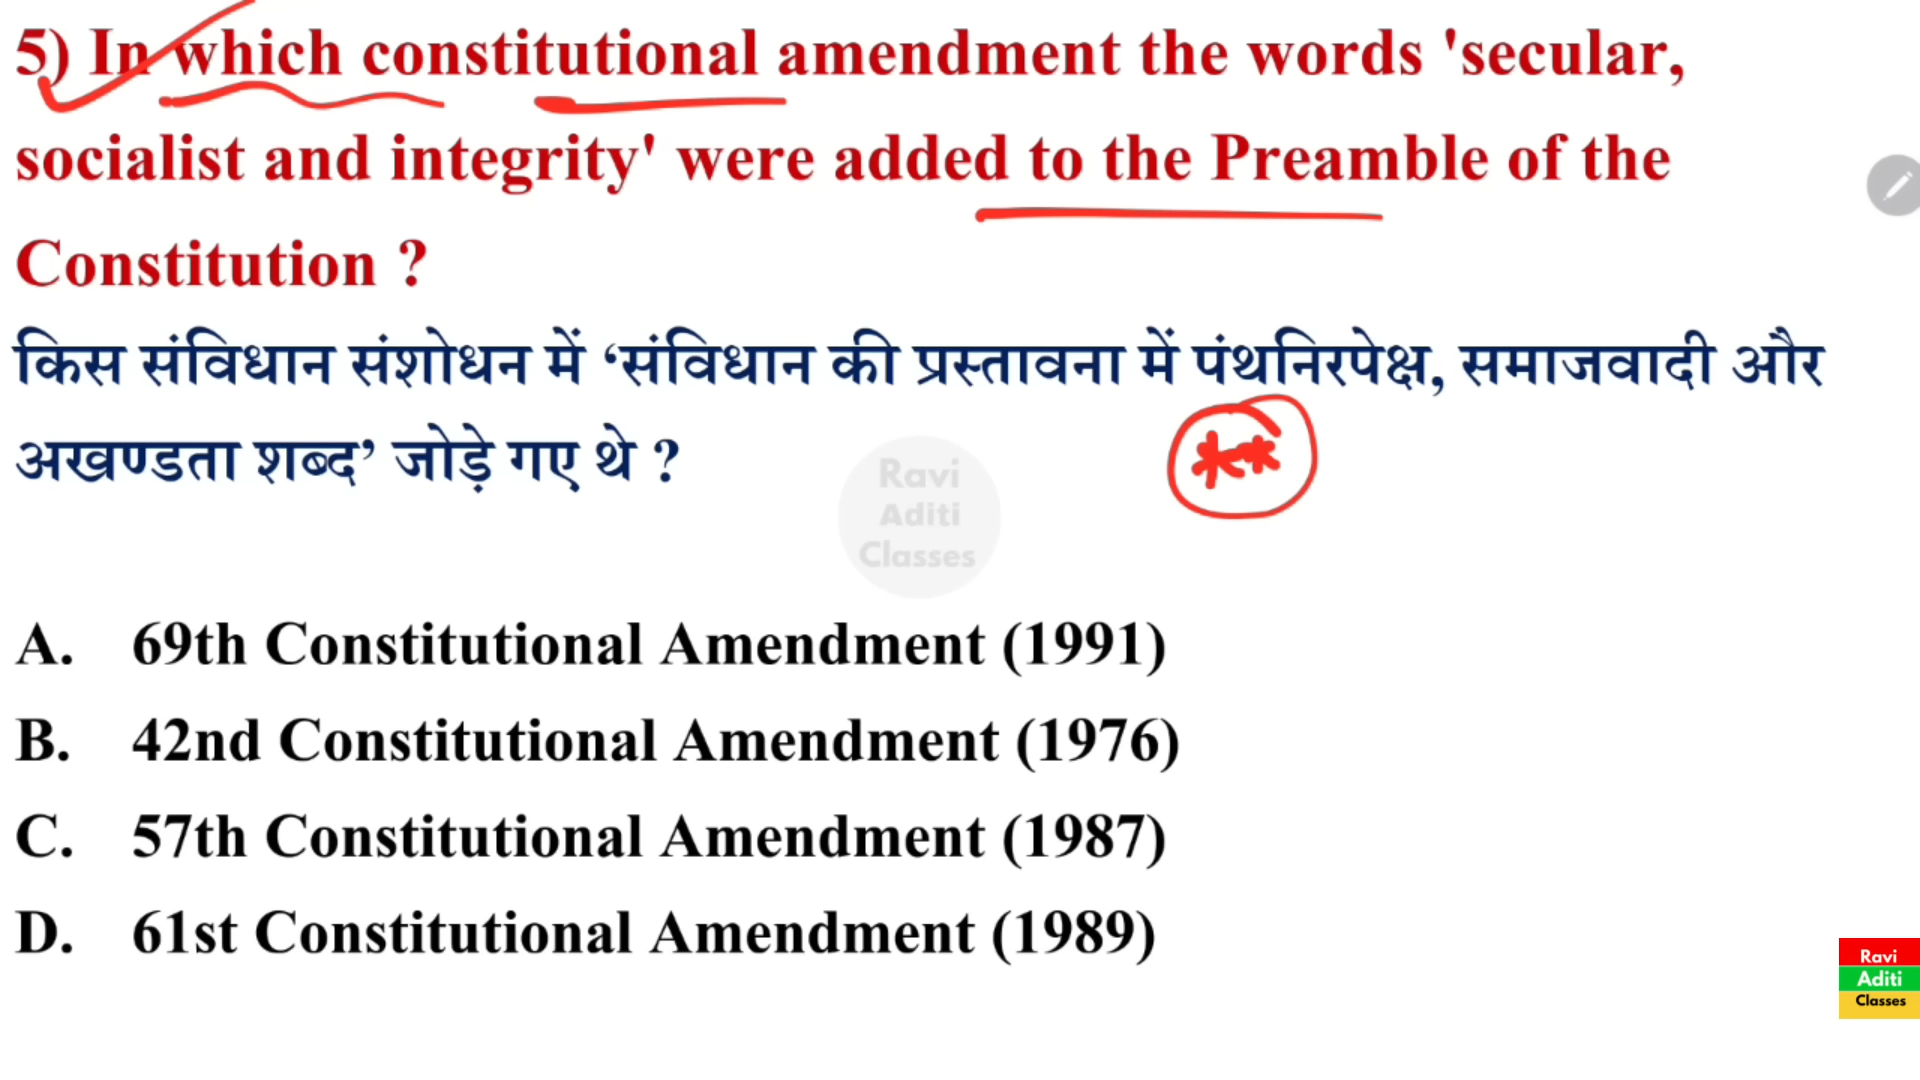 5) In which constitutional amendment the words 'secular,
socialist and integrity' were added to the Preamble of the
Constitution ?
किस संविधान संशोधन में ‘संविधान की प्रस्तावना में पंथनिरपेक्ष, समाजवादी और
अखण्डता शब्द’ जोड़े गए थे ?
Ravi
Aditi
Classes
A. 69th Constitutional Amendment (1991)
B. 42nd Constitutional Amendment (1976)
C. 57th Constitutional Amendment (1987)
D. 61st Constitutional Amendment (1989)
Ravi
Aditi
Classes